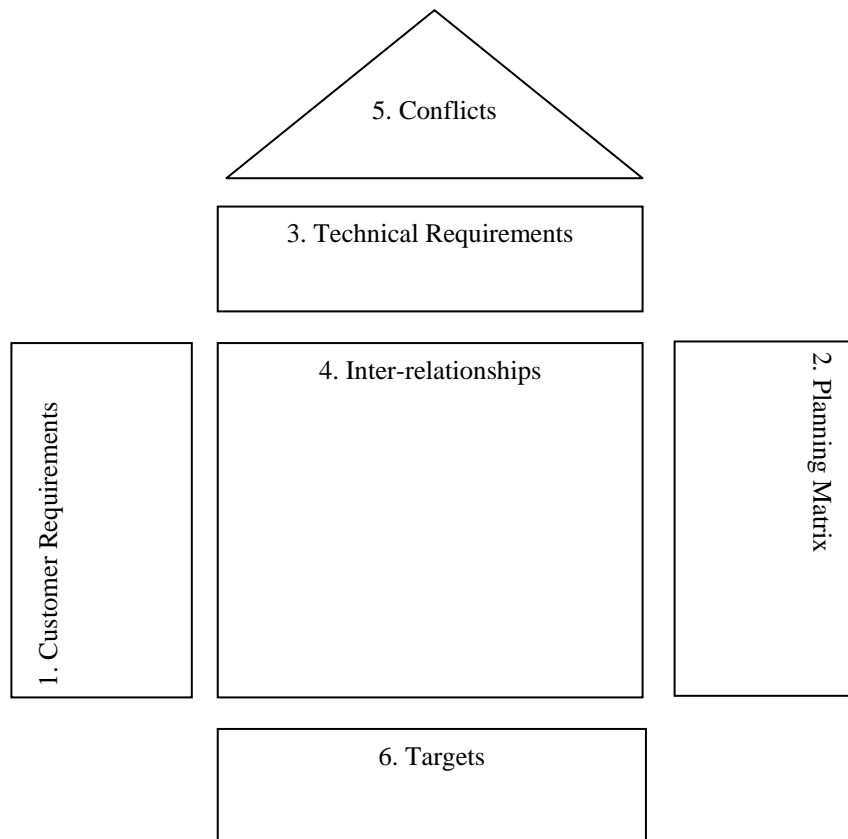 5. Conflicts
3. Technical Requirements
1. Customer Requirements
4. Inter-relationships
2. Planning Matrix
6. Targets